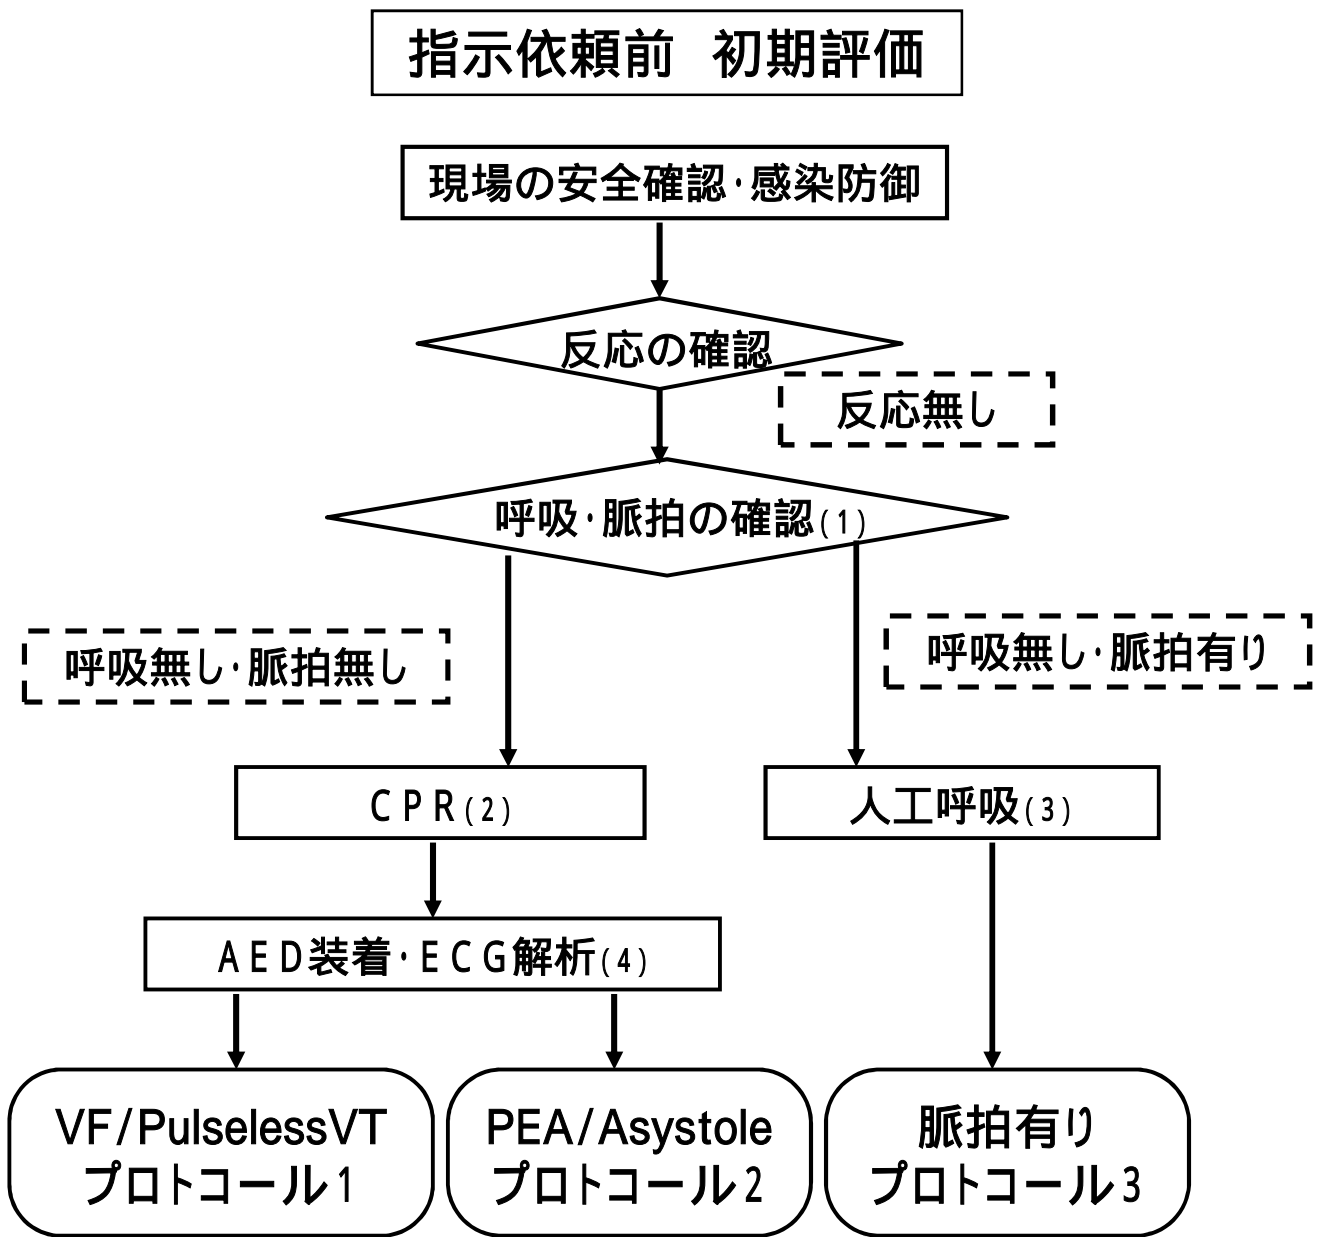 指示依頼前　初期評価
現場の安全確認・感染防御
反応の確認
反応無し
呼吸・脈拍の確認(1)
呼吸無し・脈拍無し
呼吸無し・脈拍有り
ＣＰＲ(2)
人工呼吸(3)
ＡＥＤ装着・ＥＣＧ解析(4)
VF/PulselessVT
プロトコール1
PEA/Asystole
プロトコール2
脈拍有り
プロトコール3